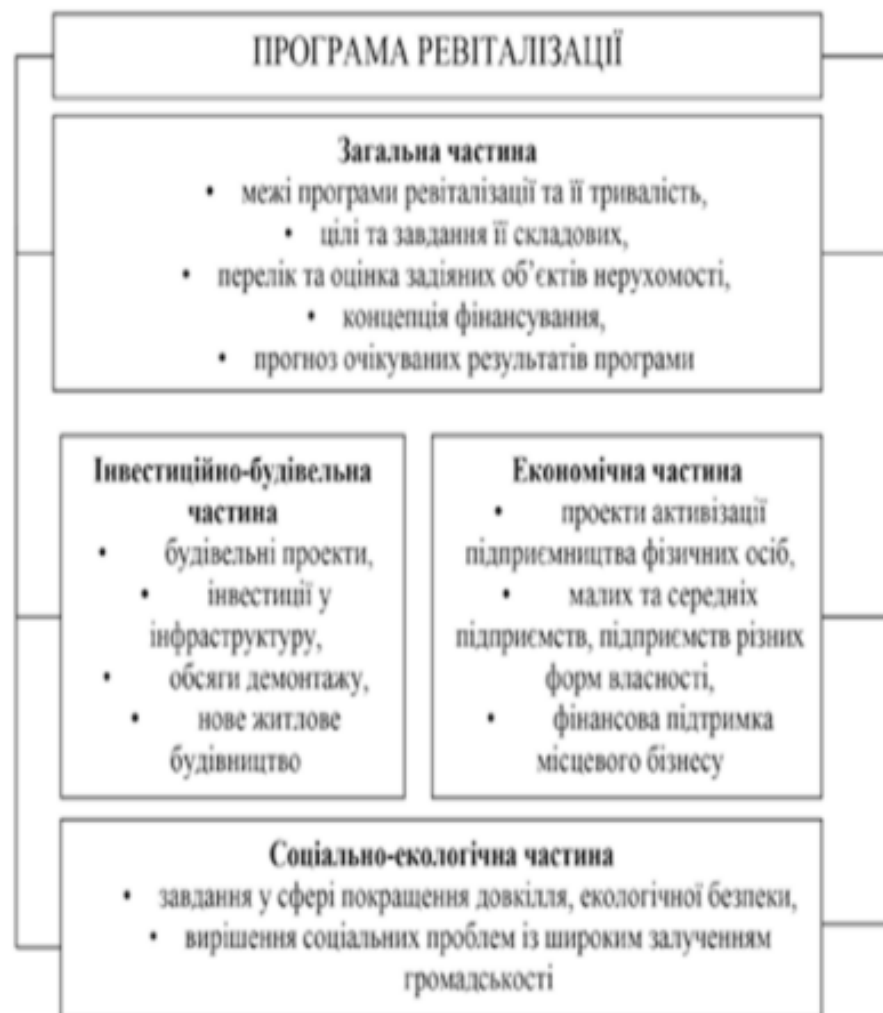 ПРОГРАМА РЕВІТАЛІЗАЦІЇ
Загальна частина
• межі програми ревіталізації та її тривалість,
• цілі та завдання її складових,
• перелік та оцінка задіяних об’єктів нерухомості,
• концепція фінансування,
• прогноз очікуваних результатів програми
Інвестиційно-будівельна
частина
• будівельні проекти,
• інвестиції у
інфраструктуру,
• обсяги демонтажу,
• нове житлове
будівництво
Економічна частина
• проекти активізації
підприємництва фізичних осіб,
• малих та середніх
підприємств, підприємств різних
форм власності,
• фінансова підтримка
місцевого бізнесу
Соціально-екологічна частина
• завдання у сфері покращення довкілля, екологічної безпеки,
• вирішення соціальних проблем із широким залученням
громадськості